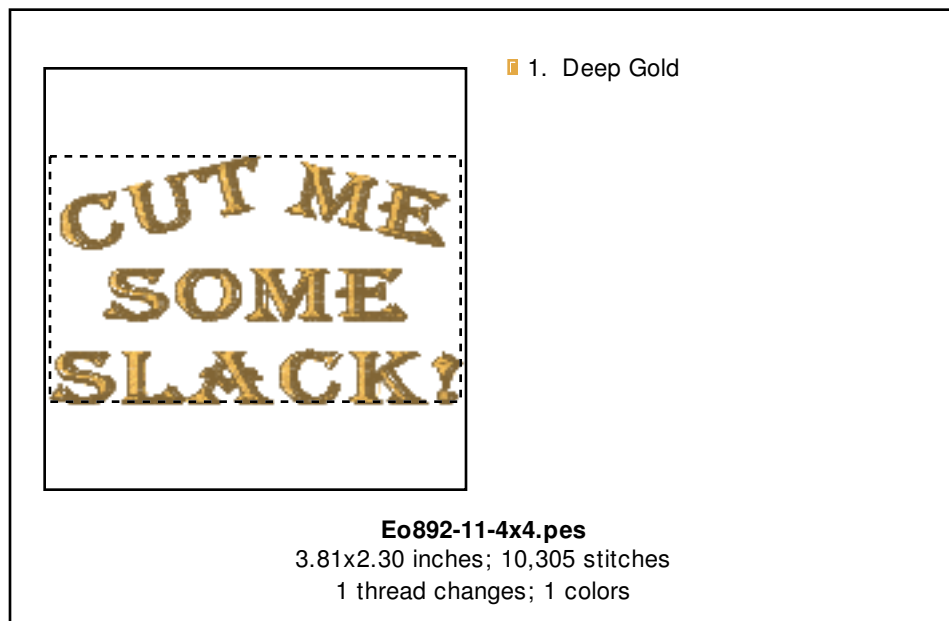 1. Deep Gold
CUT ME
SOME
SLACK!
Eo892-11-4x4.pes
3.81x2.30 inches; 10,305 stitches
1 thread changes; 1 colors